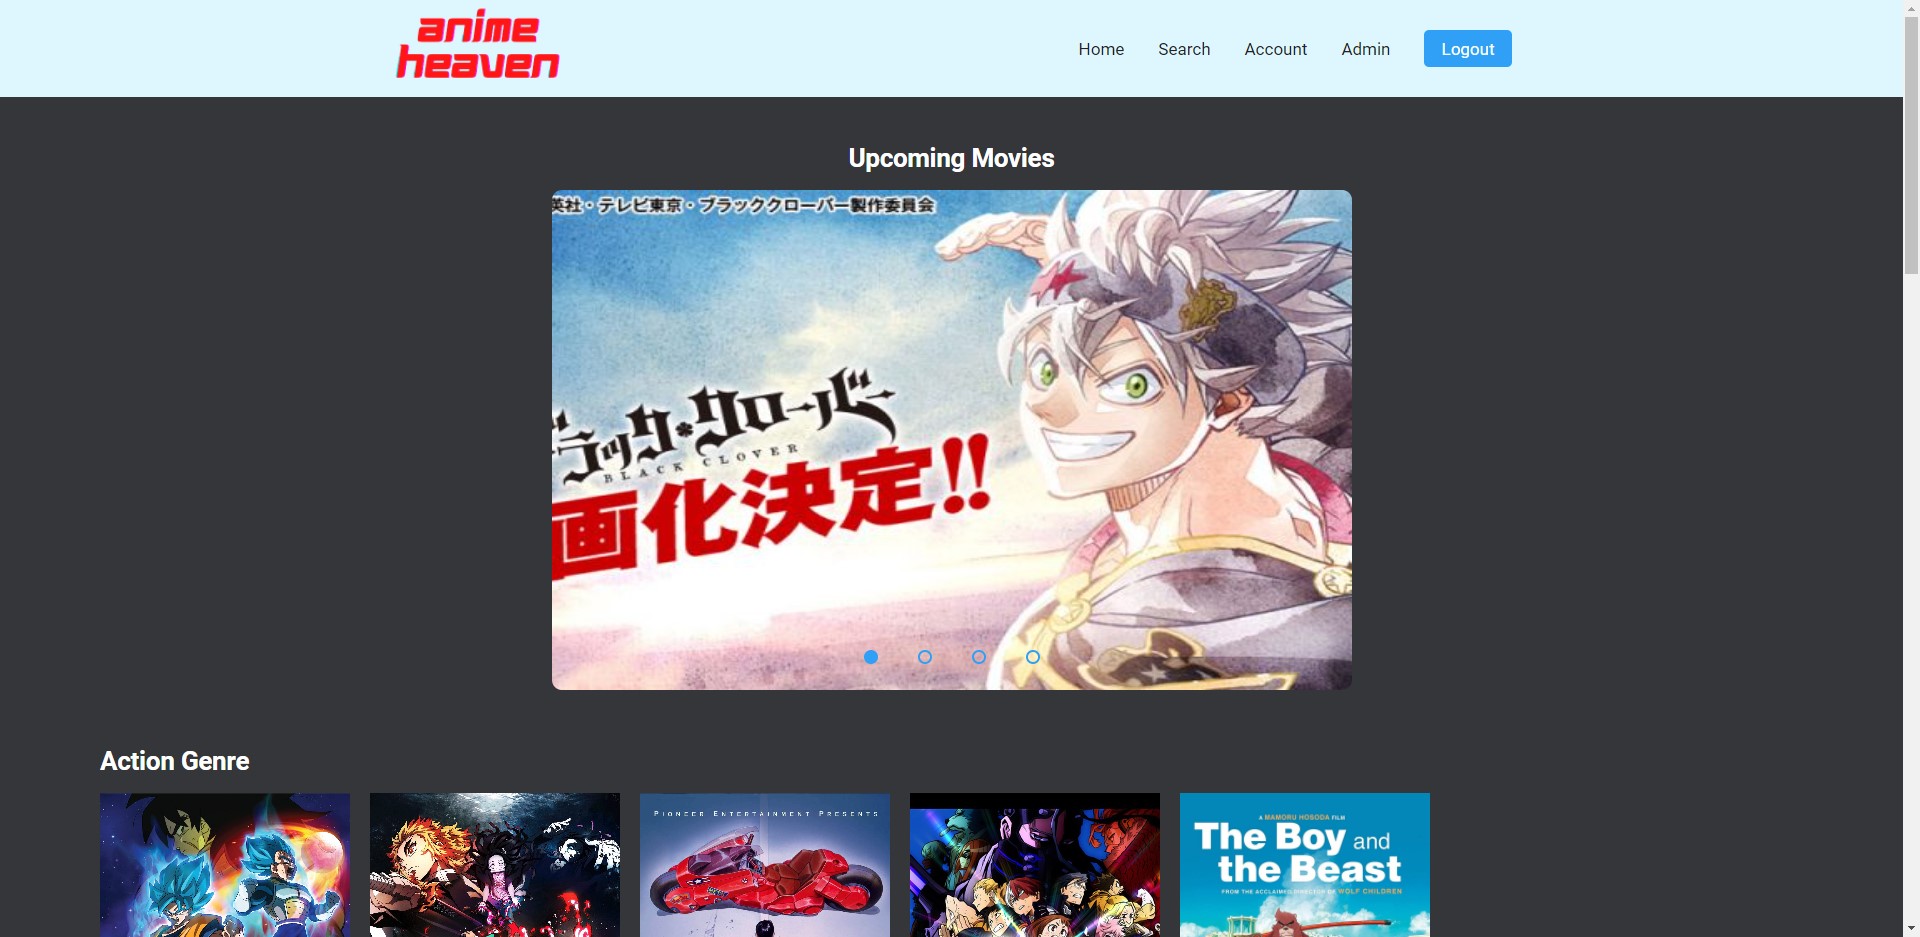 anime
heaven
Home
Search
Account
Admin
Logout
Upcoming Movies
英社・テレビ東京・ブラッククローバー製作委員会
ラック・クローバー
BLACK CLOVER
画化決定!!
Action Genre
PIONEER ENTERTAINMENT PRESENTS
A MAMORU HOSODA FILM
The Boy and
the Beast
FROM THE ACCLAIMED DIRECTOR OF WOLF CHILDREN